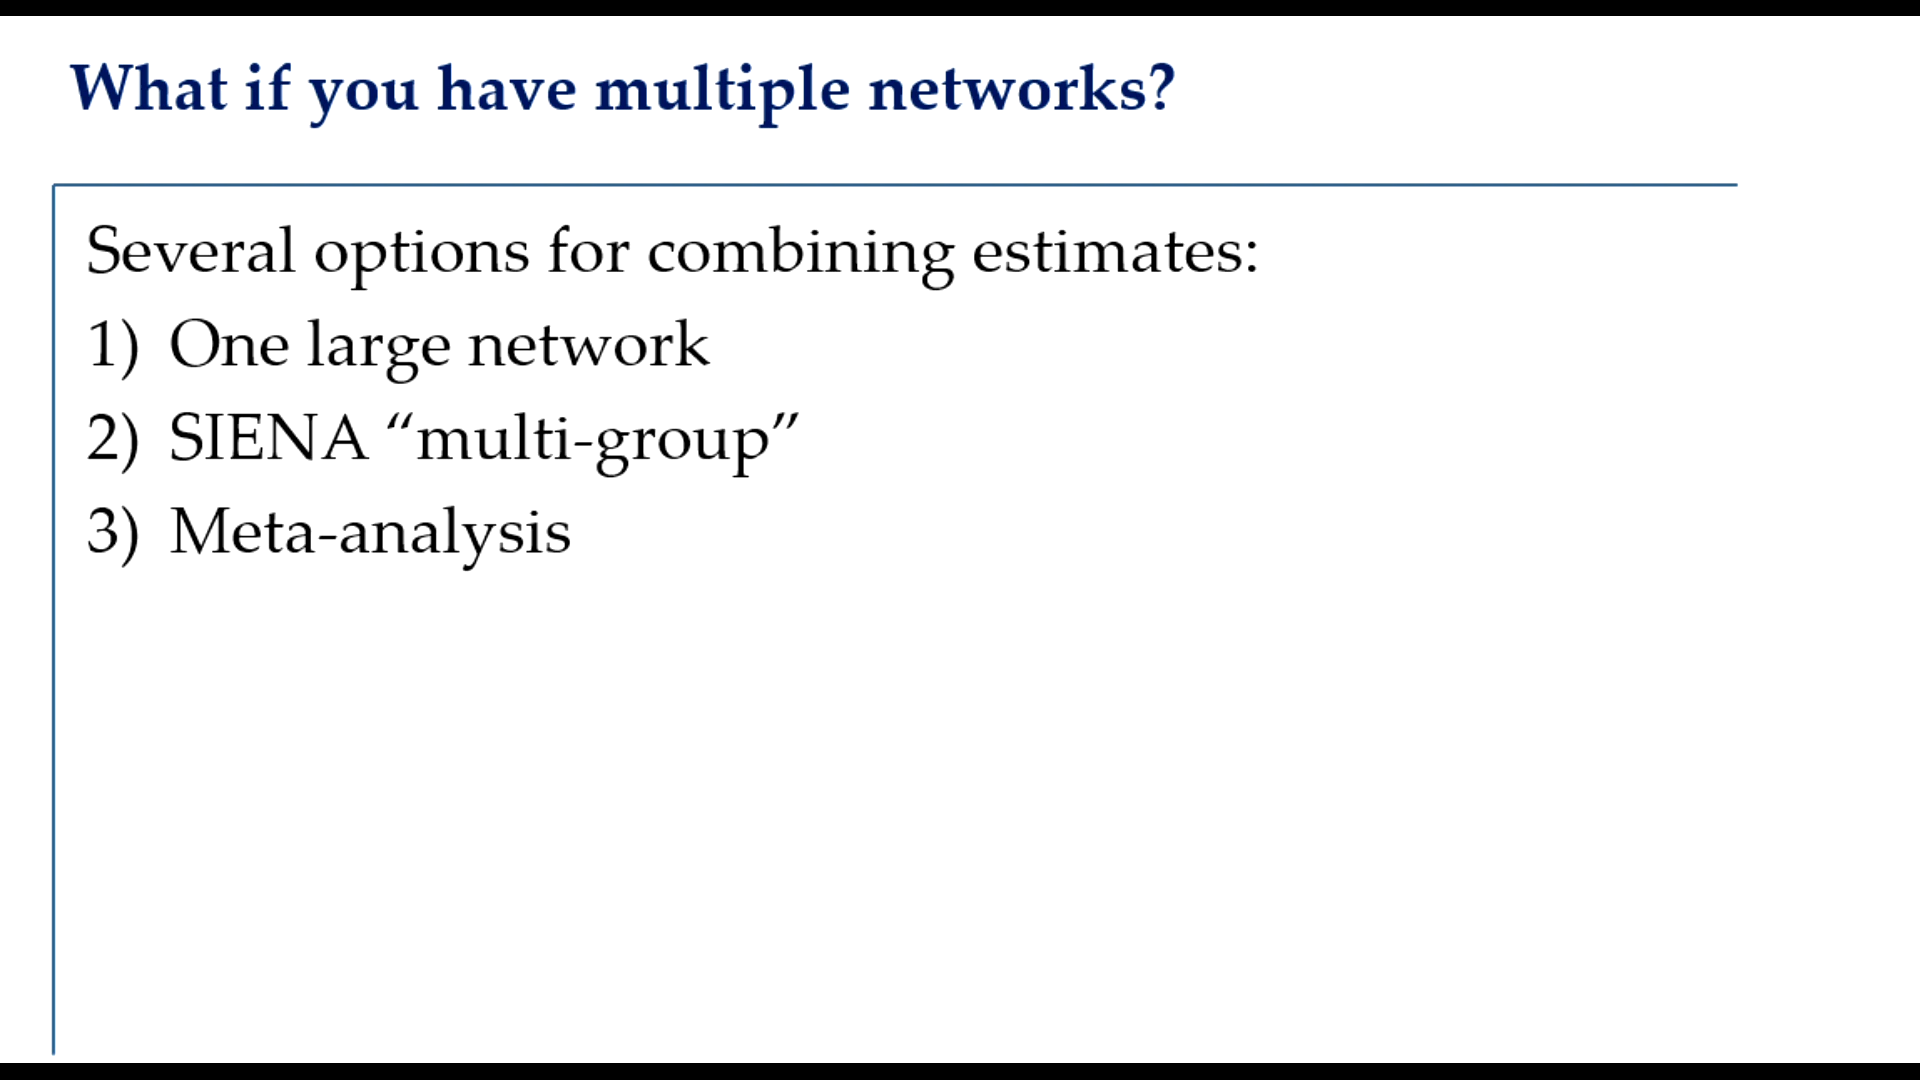 What if you have multiple networks?
Several options for combining estimates:
1) One large network
2) SIENA “multi-group”
3) Meta-analysis